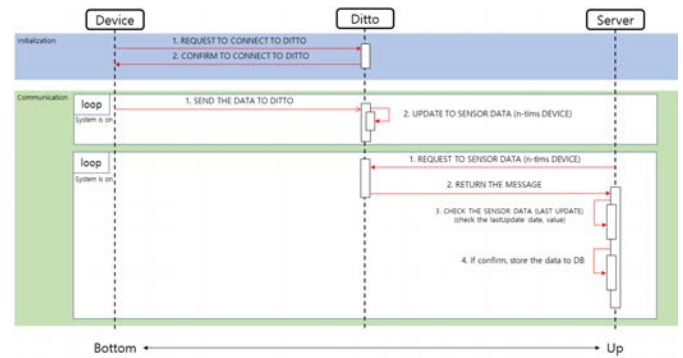 Device
Ditto
Server
Initialization
1. REQUEST TO CONNECT TO DITTO
2. CONFIRM TO CONNECT TO DITTO
Communication
loop
System is on
1. SEND THE DATA TO DITTO
2. UPDATE TO SENSOR DATA (n-tims DEVICE)
loop
System is on
1. REQUEST TO SENSOR DATA (n-tims DEVICE)
2. RETURN THE MESSAGE
3. CHECK THE SENSOR DATA (LAST UPDATE)
(check the lastUpdate date, value)
4. If confirm, store the data to DB
Bottom
Up